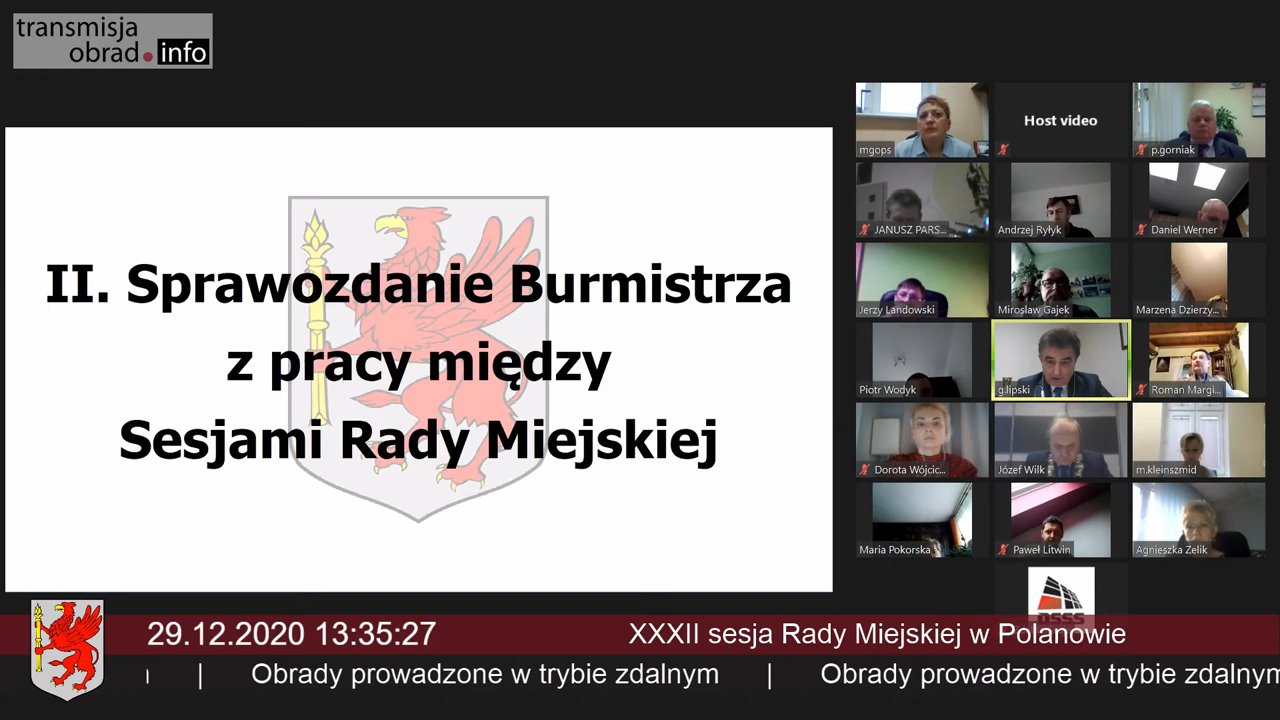 transmisja
obrad.info
II. Sprawozdanie Burmistrza
z pracy między
Sesjami Rady Miejskiej
mgops
Host video
p.gorniak
JANUSZ PARS...
Andrzej Ryłyk
Daniel Werner
Jerzy Landowski
Mirosław Gajek
Marzena Dzierzy...
Piotr Wodyk
g.lipski
Roman Margi...
Dorota Wójcic...
Józef Wilk
m.kleinszmid
Maria Pokorska
Paweł Litwin
Agnieszka Żelik
29.12.2020 13:35:27
XXXII sesja Rady Miejskiej w Polanowie
| Obrady prowadzone w trybie zdalnym | Obrady prowadzone w trybie zdalnym